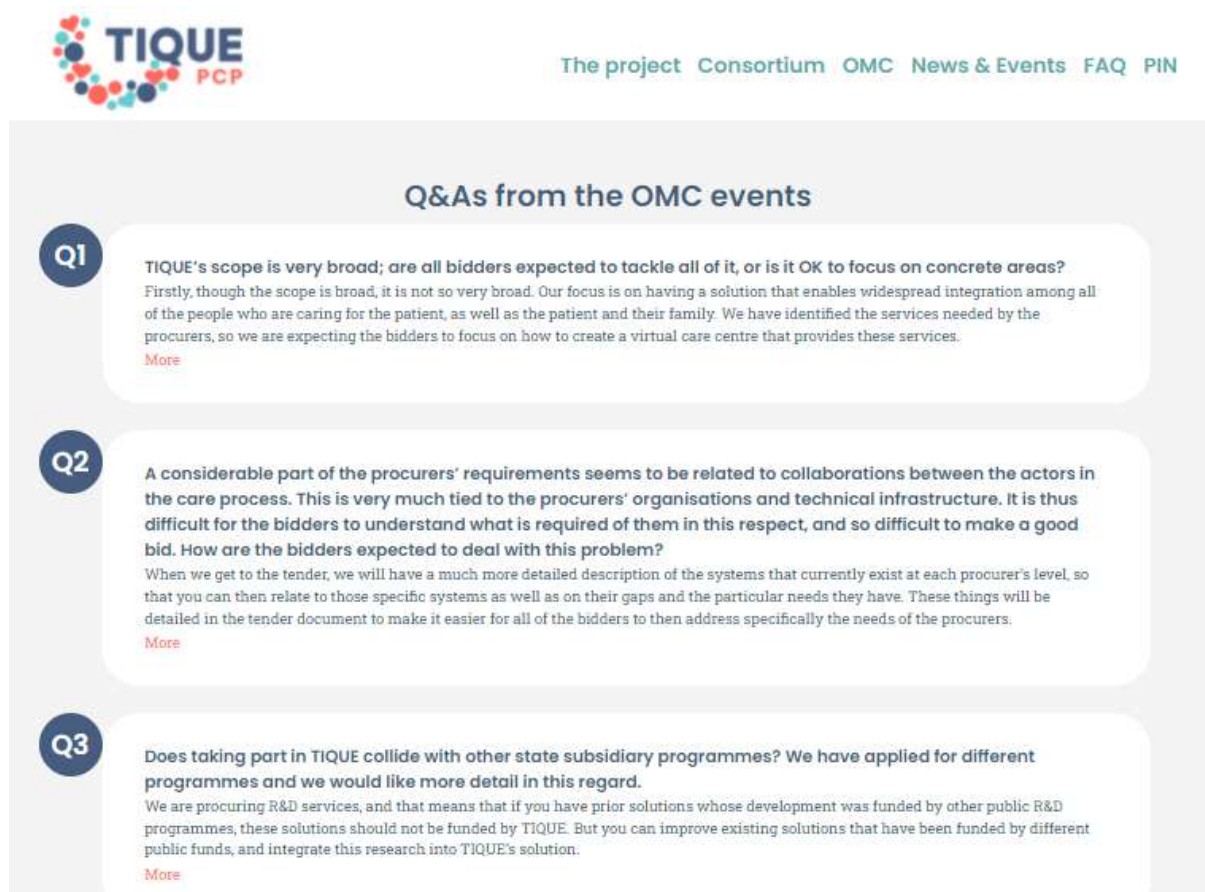 TIQUE
PCP
The project Consortium OMC News & Events FAQ PIN
Q&As from the OMC events
Q1
TIQUE's scope is very broad; are all bidders expected to tackle all of it, or is it OK to focus on concrete areas?
Firstly, though the scope is broad, it is not so very broad. Our focus is on having a solution that enables widespread integration among all
of the people who are caring for the patient, as well as the patient and their family. We have identified the services needed by the
procurers, so we are expecting the bidders to focus on how to create a virtual care centre that provides these services.
More
Q2
A considerable part of the procurers' requirements seems to be related to collaborations between the actors in
the care process. This is very much tied to the procurers' organisations and technical infrastructure. It is thus
difficult for the bidders to understand what is required of them in this respect, and so difficult to make a good
bid. How are the bidders expected to deal with this problem?
When we get to the tender, we will have a much more detailed description of the systems that currently exist at each procurer's level, so
that you can then relate to those specific systems as well as on their gaps and the particular needs they have. These things will be
detailed in the tender document to make it easier for all of the bidders to then address specifically the needs of the procurers.
More
Q3
Does taking part in TIQUE collide with other state subsidiary programmes? We have applied for different
programmes and we would like more detail in this regard.
We are procuring R&D services, and that means that if you have prior solutions whose development was funded by other public R&D
programmes, these solutions should not be funded by TIQUE. But you can improve existing solutions that have been funded by different
public funds, and integrate this research into TIQUE's solution.
More